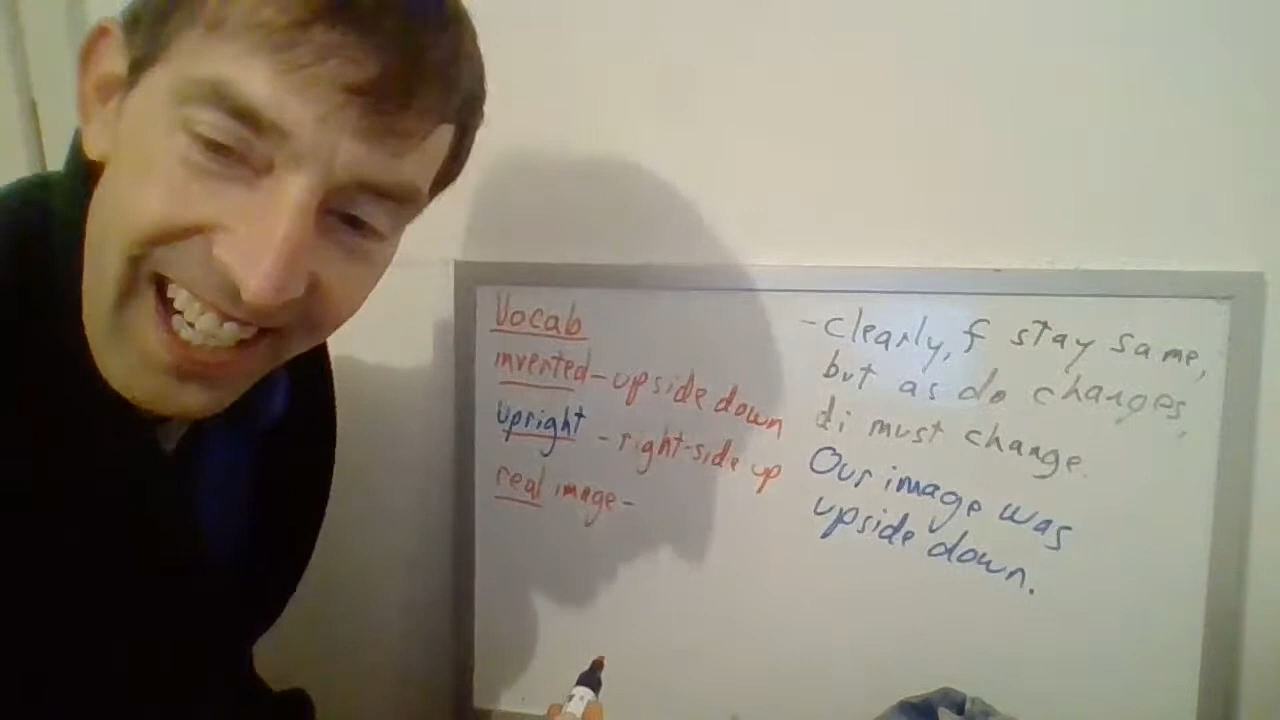 Vocab
inverted - upside down
upright - right-side up
real image -
- Clearly, f stay same,
but as do changes,
di must change.
Our image was
upside down.